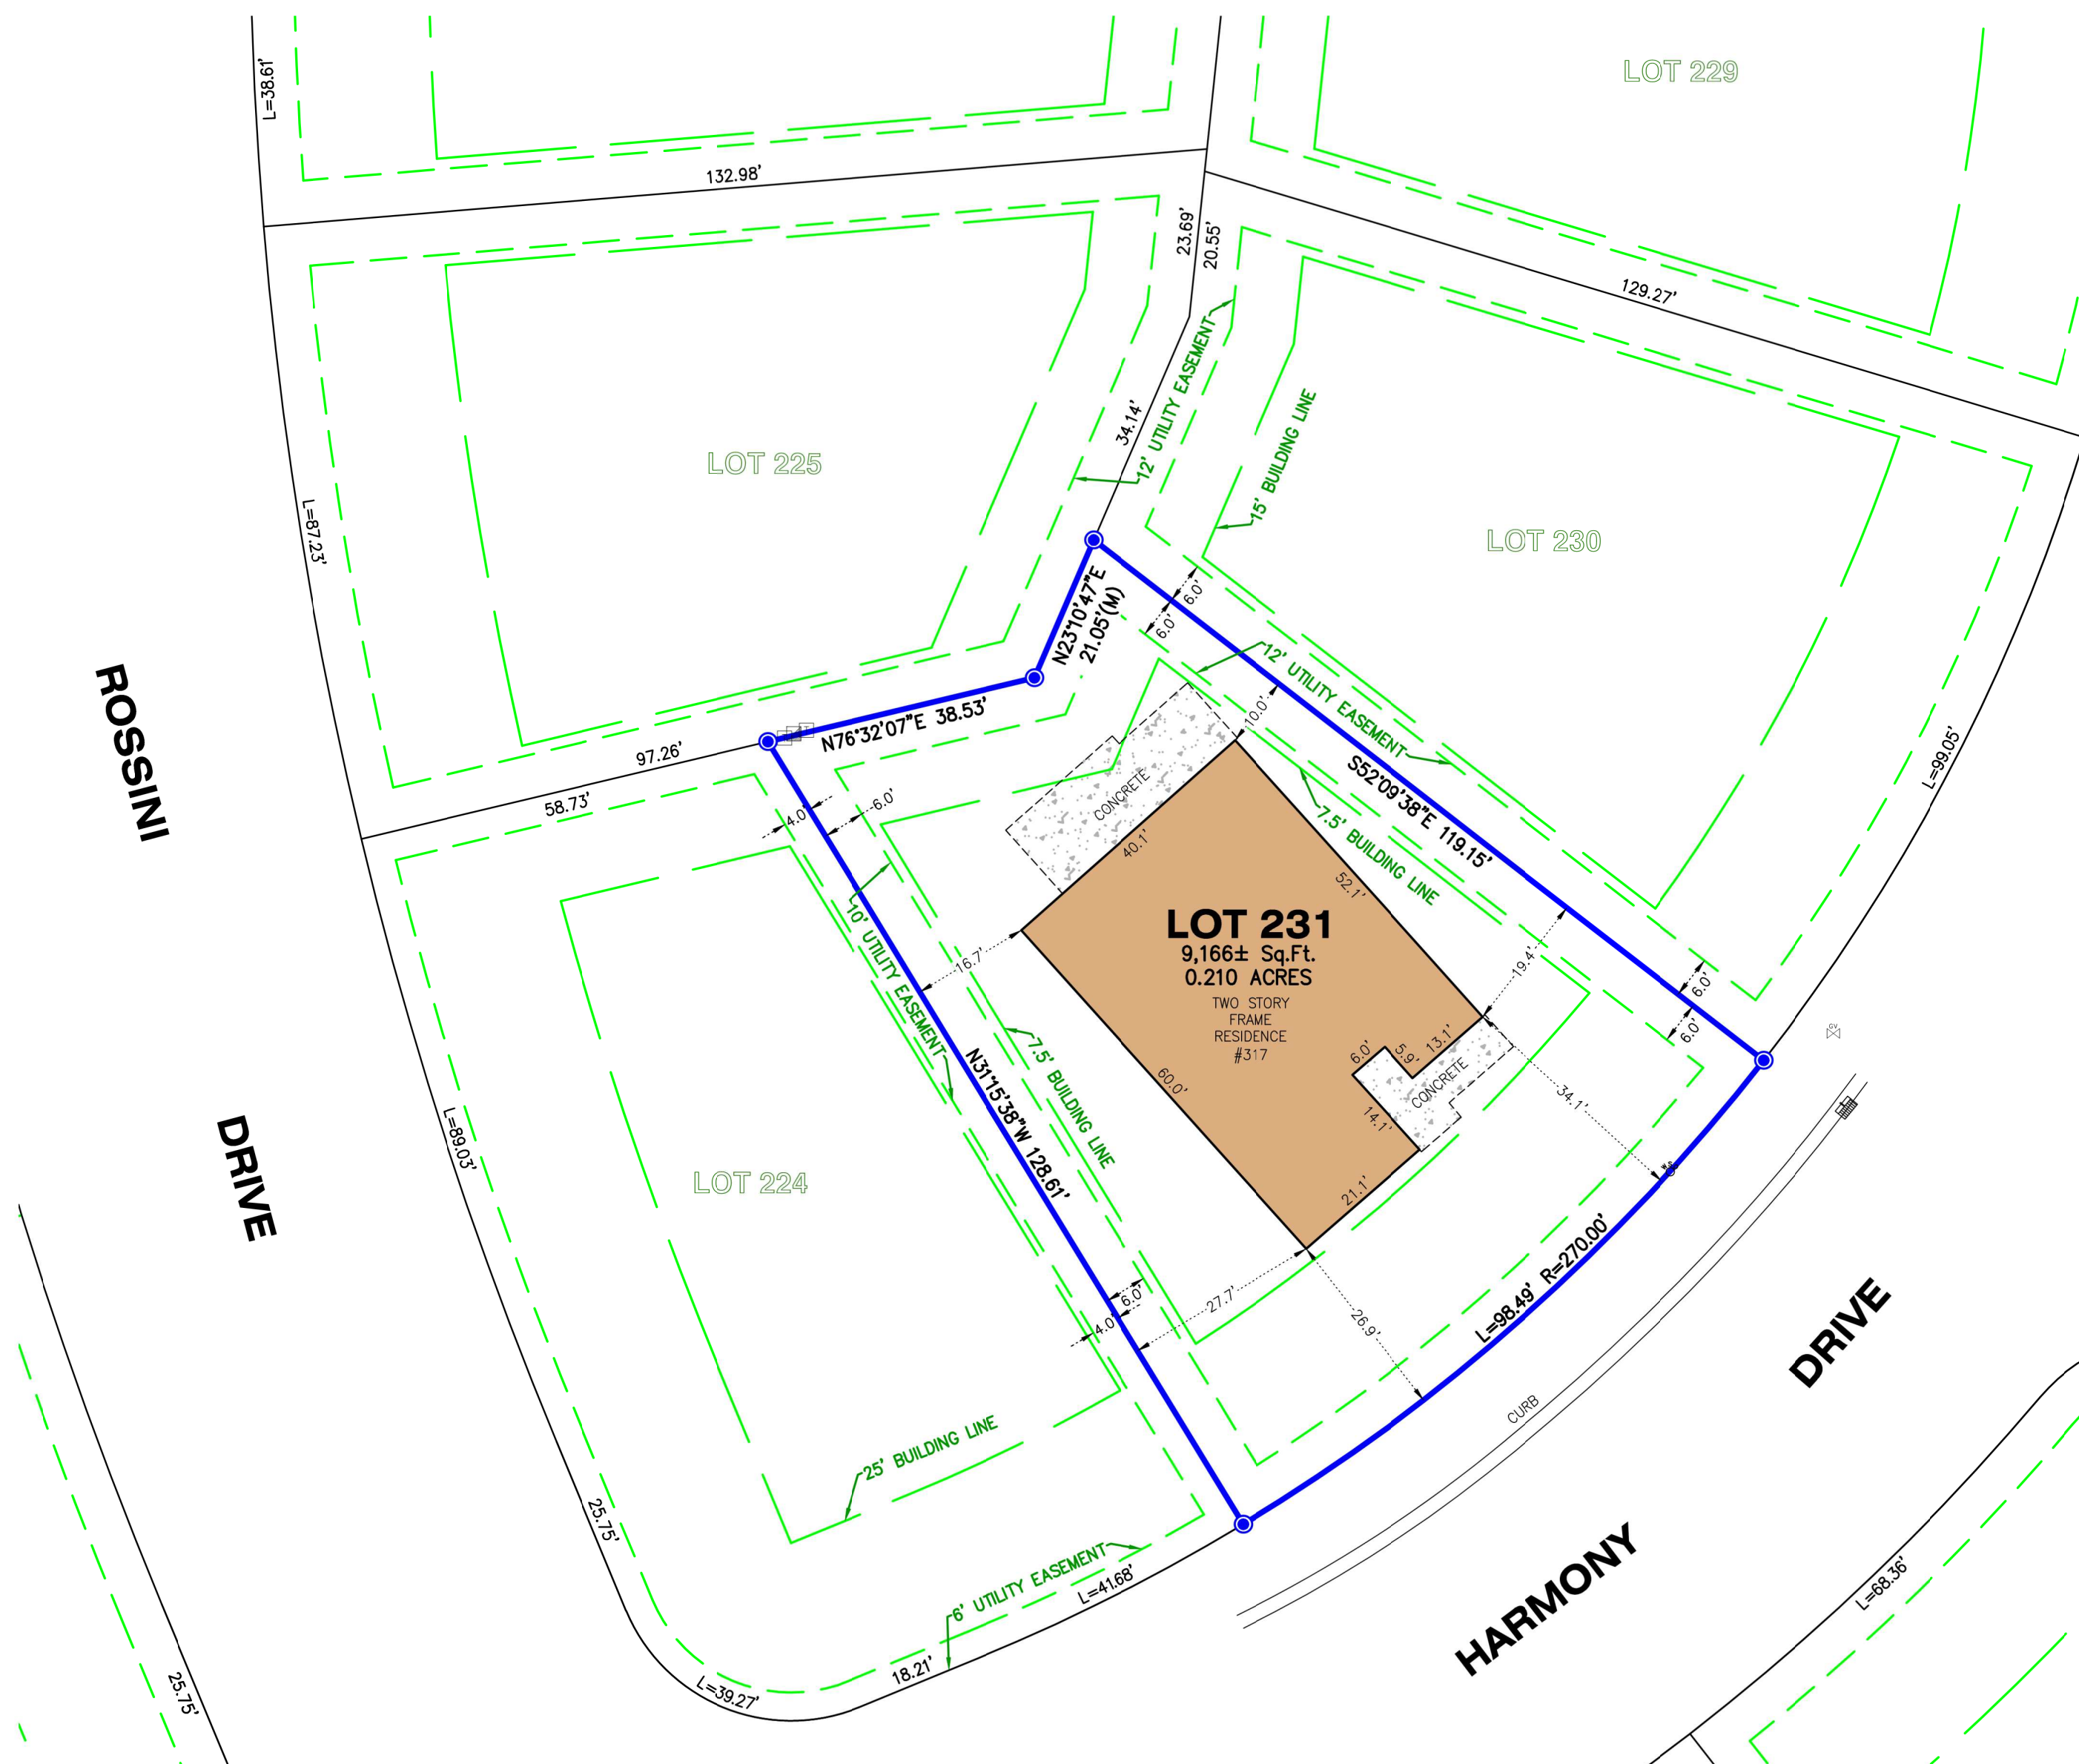 L=38.61'
LOT 229
132.98'
23.69'
20.55'
129.27'
12' UTILITY EASEMENT
34.14'
15' BUILDING LINE
LOT 225
LOT 230
L=87.23'
N23°10'47"E
21.05'(M)
6.0'
6.0'
12' UTILITY EASEMENT
ROSSINI
N76°32'07"E 38.53'
10.0'
97.26'
58.73'
L=99.05'
S52°09'38"E 119.15'
7.5' BUILDING LINE
CONCRETE
4.0'
6.0'
40.1'
52.1'
10' UTILITY EASEMENT
LOT 231
9,166± Sq.Ft.
0.210 ACRES
TWO STORY
FRAME
RESIDENCE
#317
16.7'
19.4'
6.0'
6.0'
GV
N31°15'38"W 128.61'
7.5' BUILDING LINE
60.0'
6.0'
5.9'
13.1'
CONCRETE
14.1'
34.1'
L=89.03'
DRIVE
LOT 224
21.1'
6.0'
4.0'
27.7'
26.9'
L=98.49' R=270.00'
DRIVE
CURB
25' BUILDING LINE
25.75'
6' UTILITY EASEMENT
L=41.68'
HARMONY
L=68.36'
18.21'
L=39.27'
25.75'